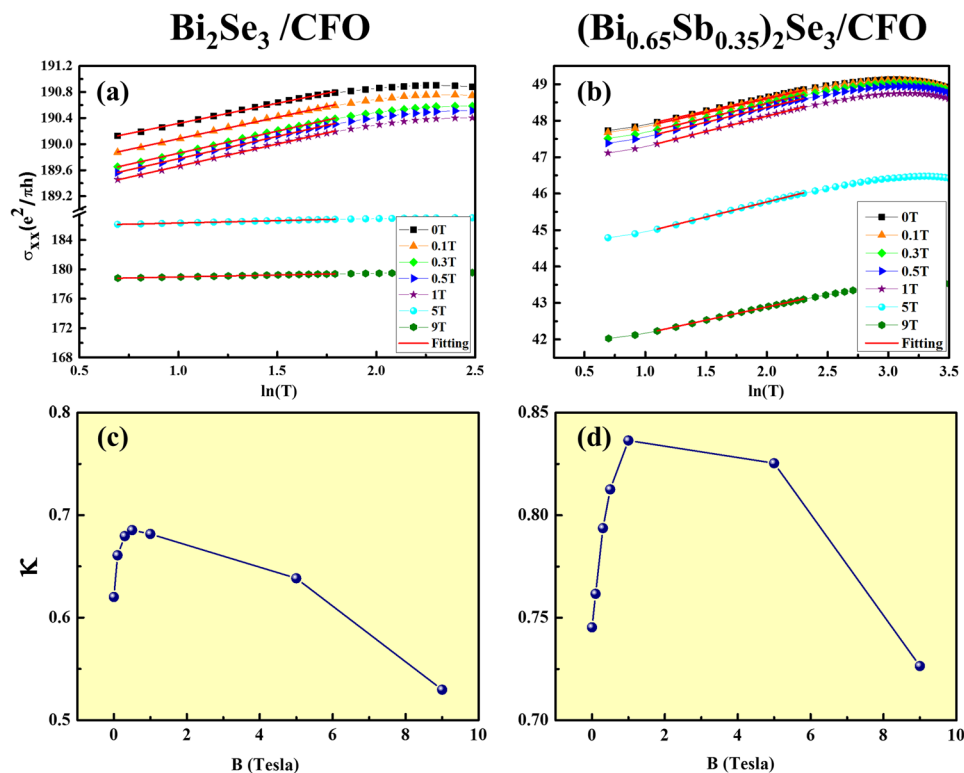 Bi₂Se₃ /CFO
(Bi₀.₆₅Sb₀.₃₅)₂Se₃/CFO
(a)
191.2
190.8
190.4
190.0
189.6
189.2
184
180
176
172
168
σxx(e²/πh)
0.5 1.0 1.5 2.0 2.5
ln(T)
0T
0.1T
0.3T
0.5T
1T
5T
9T
Fitting
(b)
49
48
47
46
45
44
43
42
0.5 1.0 1.5 2.0 2.5 3.0 3.5
ln(T)
0T
0.1T
0.3T
0.5T
1T
5T
9T
Fitting
(c)
0.8
0.7
0.6
0.5
κ
0 2 4 6 8 10
B (Tesla)
(d)
0.85
0.80
0.75
0.70
0 2 4 6 8 10
B (Tesla)